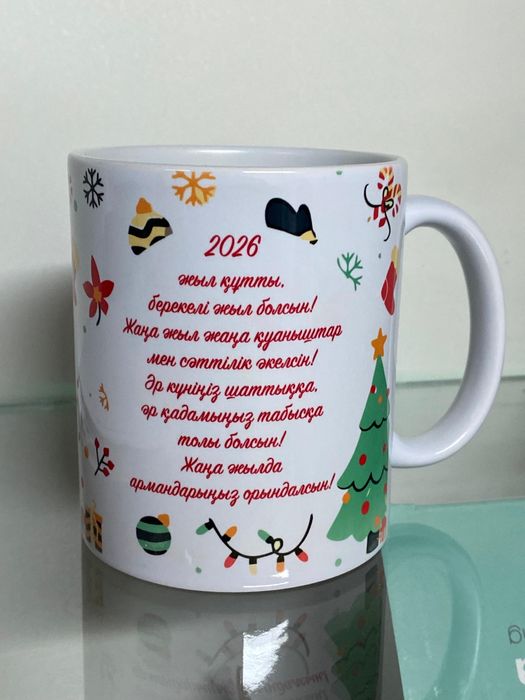 2026
жыл құтты,
берекелі жыл болсын!
Жаңа жыл жаңа қуаныштар
мен сәттілік әкелсін!
Әр күніңіз шаттыққа,
әр қадамыңыз табысқа
толы болсын!
Жаңа жылда
армандарыңыз орындалсын!